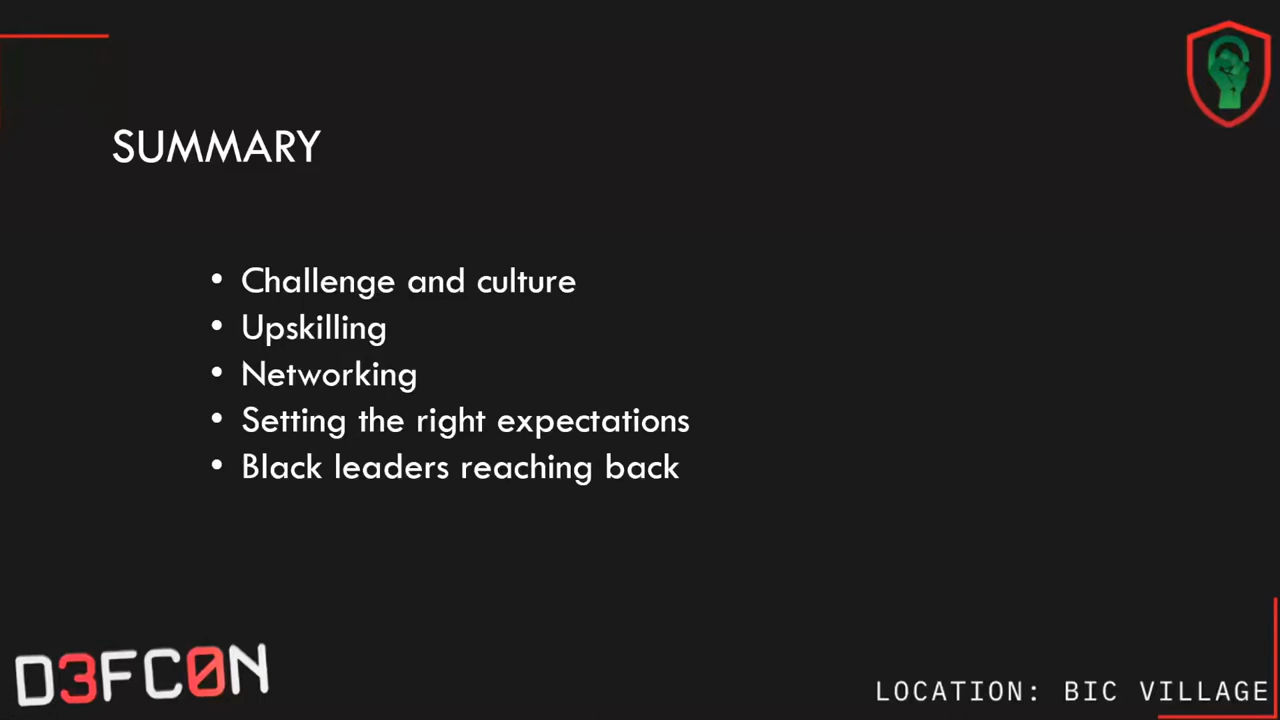 SUMMARY
• Challenge and culture
• Upskilling
• Networking
• Setting the right expectations
• Black leaders reaching back
D3FC0N
LOCATION: BIC VILLAGE